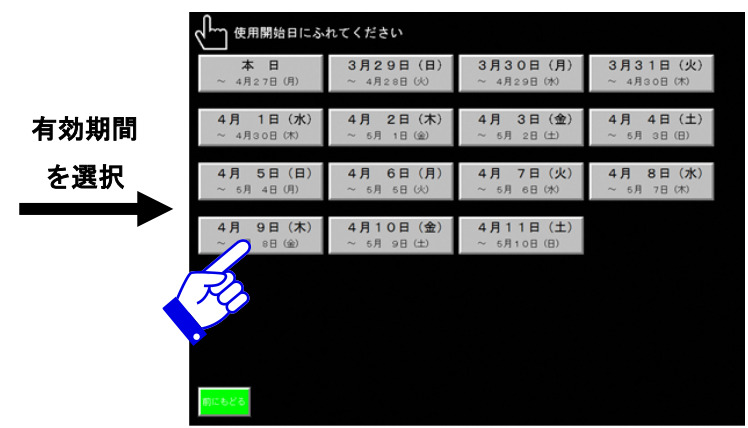 使用開始日にふれてください
本 日
~ 4月27日 (月)
3月29日 (日)
~ 4月28日 (火)
3月30日 (月)
~ 4月29日 (水)
3月31日 (火)
~ 4月30日 (木)
4月 1日 (水)
~ 4月30日 (木)
4月 2日 (木)
~ 5月 1日 (金)
4月 3日 (金)
~ 5月 2日 (土)
4月 4日 (土)
~ 5月 3日 (日)
4月 5日 (日)
~ 5月 4日 (月)
4月 6日 (月)
~ 5月 5日 (火)
4月 7日 (火)
~ 5月 6日 (水)
4月 8日 (水)
~ 5月 7日 (木)
4月 9日 (木)
~ 8日 (金)
4月10日 (金)
~ 5月 9日 (土)
4月11日 (土)
~ 5月10日 (日)
前にもどる
有効期間
を選択